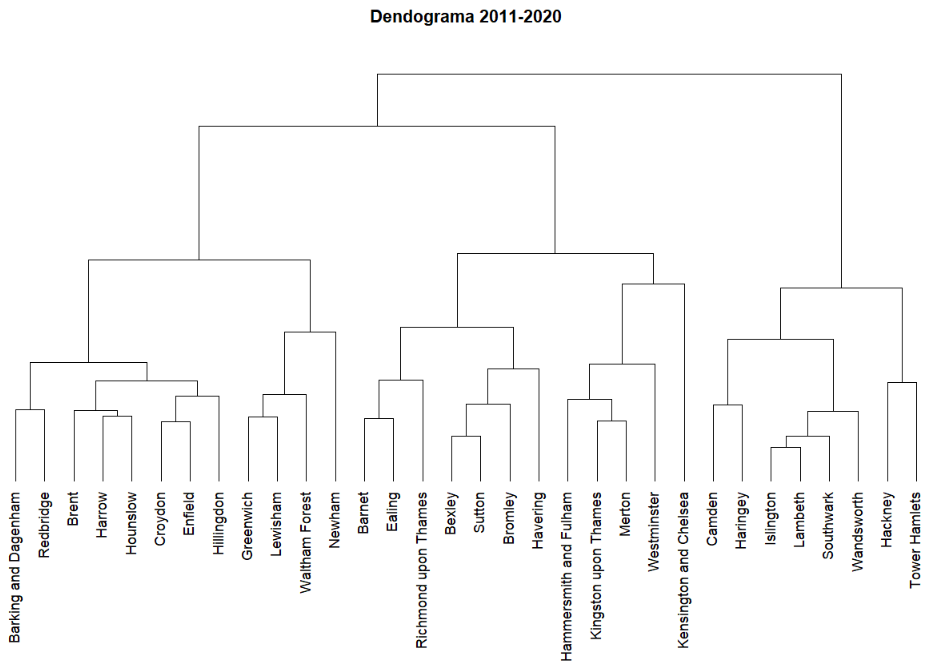 Dendograma 2011-2020
Barking and Dagenham
Redbridge
Brent
Harrow
Hounslow
Croydon
Enfield
Hillingdon
Greenwich
Lewisham
Waltham Forest
Newham
Barnet
Ealing
Richmond upon Thames
Bexley
Sutton
Bromley
Havering
Hammersmith and Fulham
Kingston upon Thames
Merton
Westminster
Kensington and Chelsea
Camden
Haringey
Islington
Lambeth
Southwark
Wandsworth
Hackney
Tower Hamlets